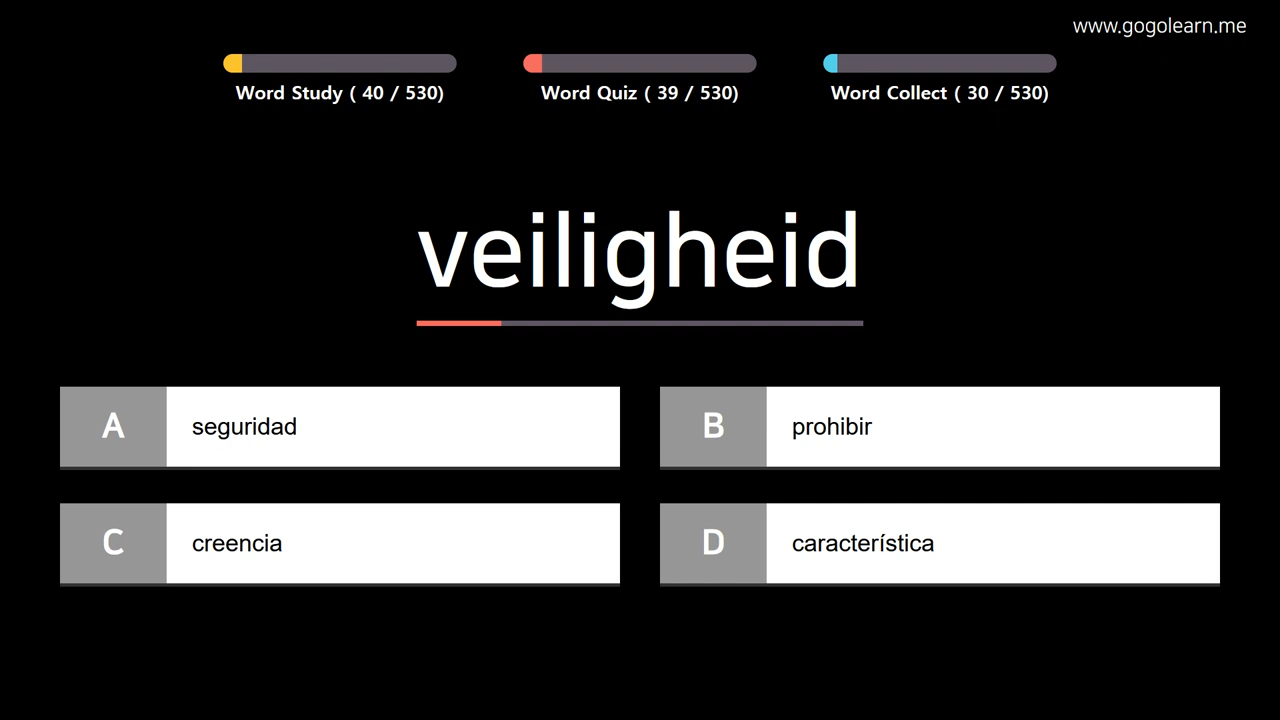 www.gogolearn.me
Word Study ( 40 / 530)
Word Quiz ( 39 / 530)
Word Collect ( 30 / 530)
veiligheid
A
seguridad
B
prohibir
C
creencia
D
característica